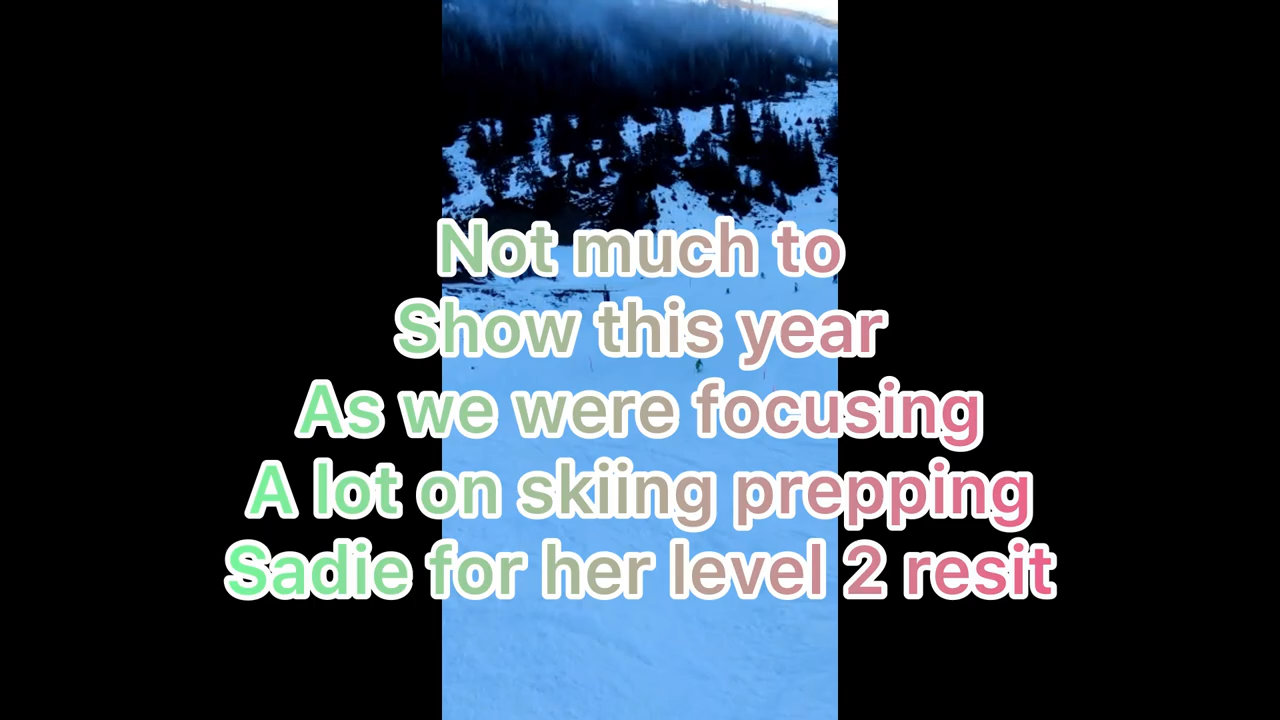 Not much to
Show this year
As we were focusing
A lot on skiing prepping
Sadie for her level 2 resit